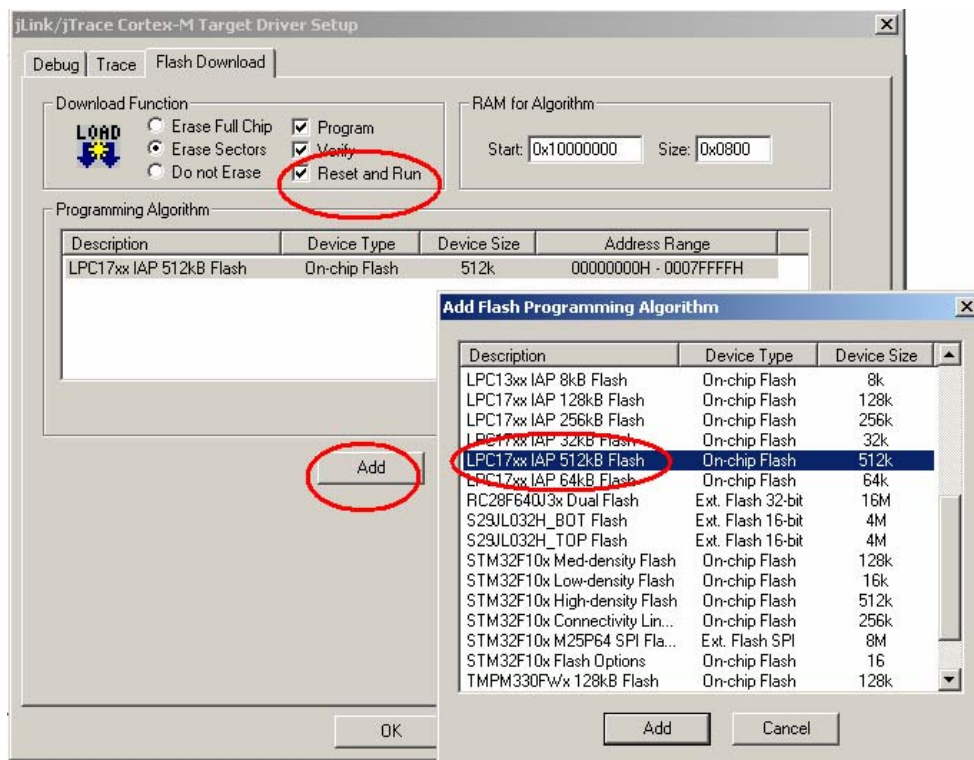 jLink/jTrace Cortex-M Target Driver Setup
Debug Trace Flash Download
Download Function
LOAD
Erase Full Chip
Erase Sectors
Do not Erase
Program
Verify
Reset and Run
RAM for Algorithm
Start: 0x10000000 Size: 0x0800
Programming Algorithm
Description Device Type Device Size Address Range
LPC17xx IAP 512kB Flash On-chip Flash 512k 00000000H - 0007FFFFH
Add
OK
Add Flash Programming Algorithm
Description Device Type Device Size
LPC13xx IAP 8kB Flash On-chip Flash 8k
LPC17xx IAP 128kB Flash On-chip Flash 128k
LPC17xx IAP 256kB Flash On-chip Flash 256k
LPC17xx IAP 32kB Flash On-chip Flash 32k
LPC17xx IAP 512kB Flash On-chip Flash 512k
LPC17xx IAP 64kB Flash On-chip Flash 64k
RC28F640J3x Dual Flash Ext. Flash 32-bit 16M
S29JL032H_BOT Flash Ext. Flash 16-bit 4M
S29JL032H_TOP Flash Ext. Flash 16-bit 4M
STM32F10x Med-density Flash On-chip Flash 128k
STM32F10x Low-density Flash On-chip Flash 16k
STM32F10x High-density Flash On-chip Flash 512k
STM32F10x Connectivity Lin... On-chip Flash 256k
STM32F10x M25P64 SPI Fla... Ext. Flash SPI 8M
STM32F10x Flash Options On-chip Flash 16
TMPM330FWx 128kB Flash On-chip Flash 128k
Add Cancel